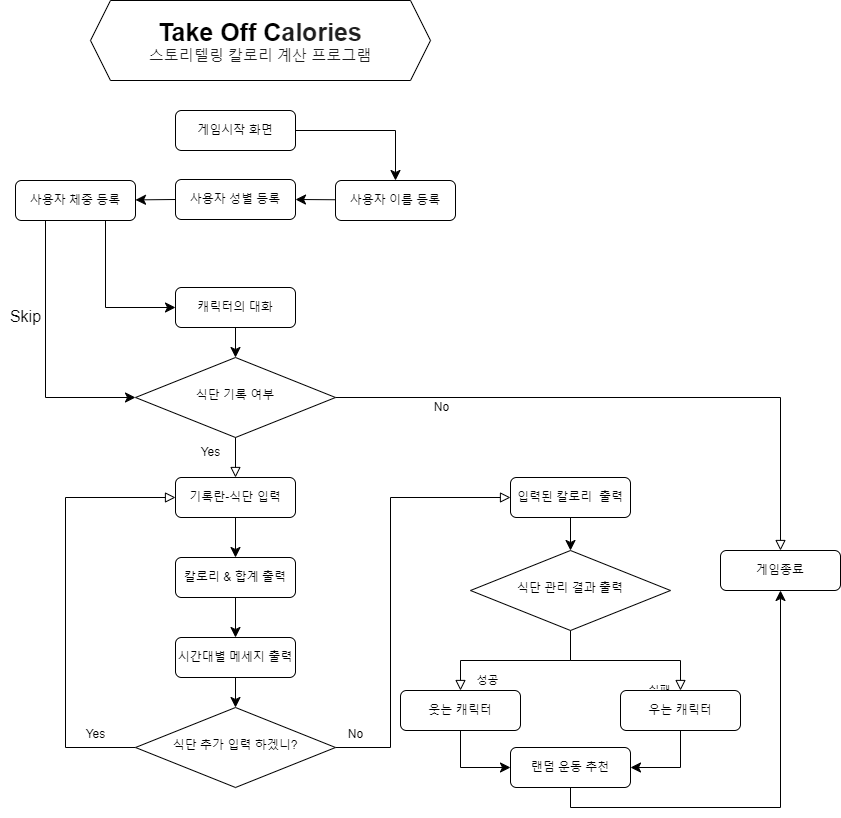 Take Off Calories
스토리텔링 칼로리 계산 프로그램
게임시작 화면
사용자 체중 등록
사용자 성별 등록
사용자 이름 등록
캐릭터의 대화
Skip
식단 기록 여부
No
Yes
기록란-식단 입력
입력된 칼로리 출력
칼로리 & 합계 출력
식단 관리 결과 출력
게임종료
시간대별 메세지 출력
성공
웃는 캐릭터
우는 캐릭터
Yes
식단 추가 입력 하겠니?
No
랜덤 운동 추천